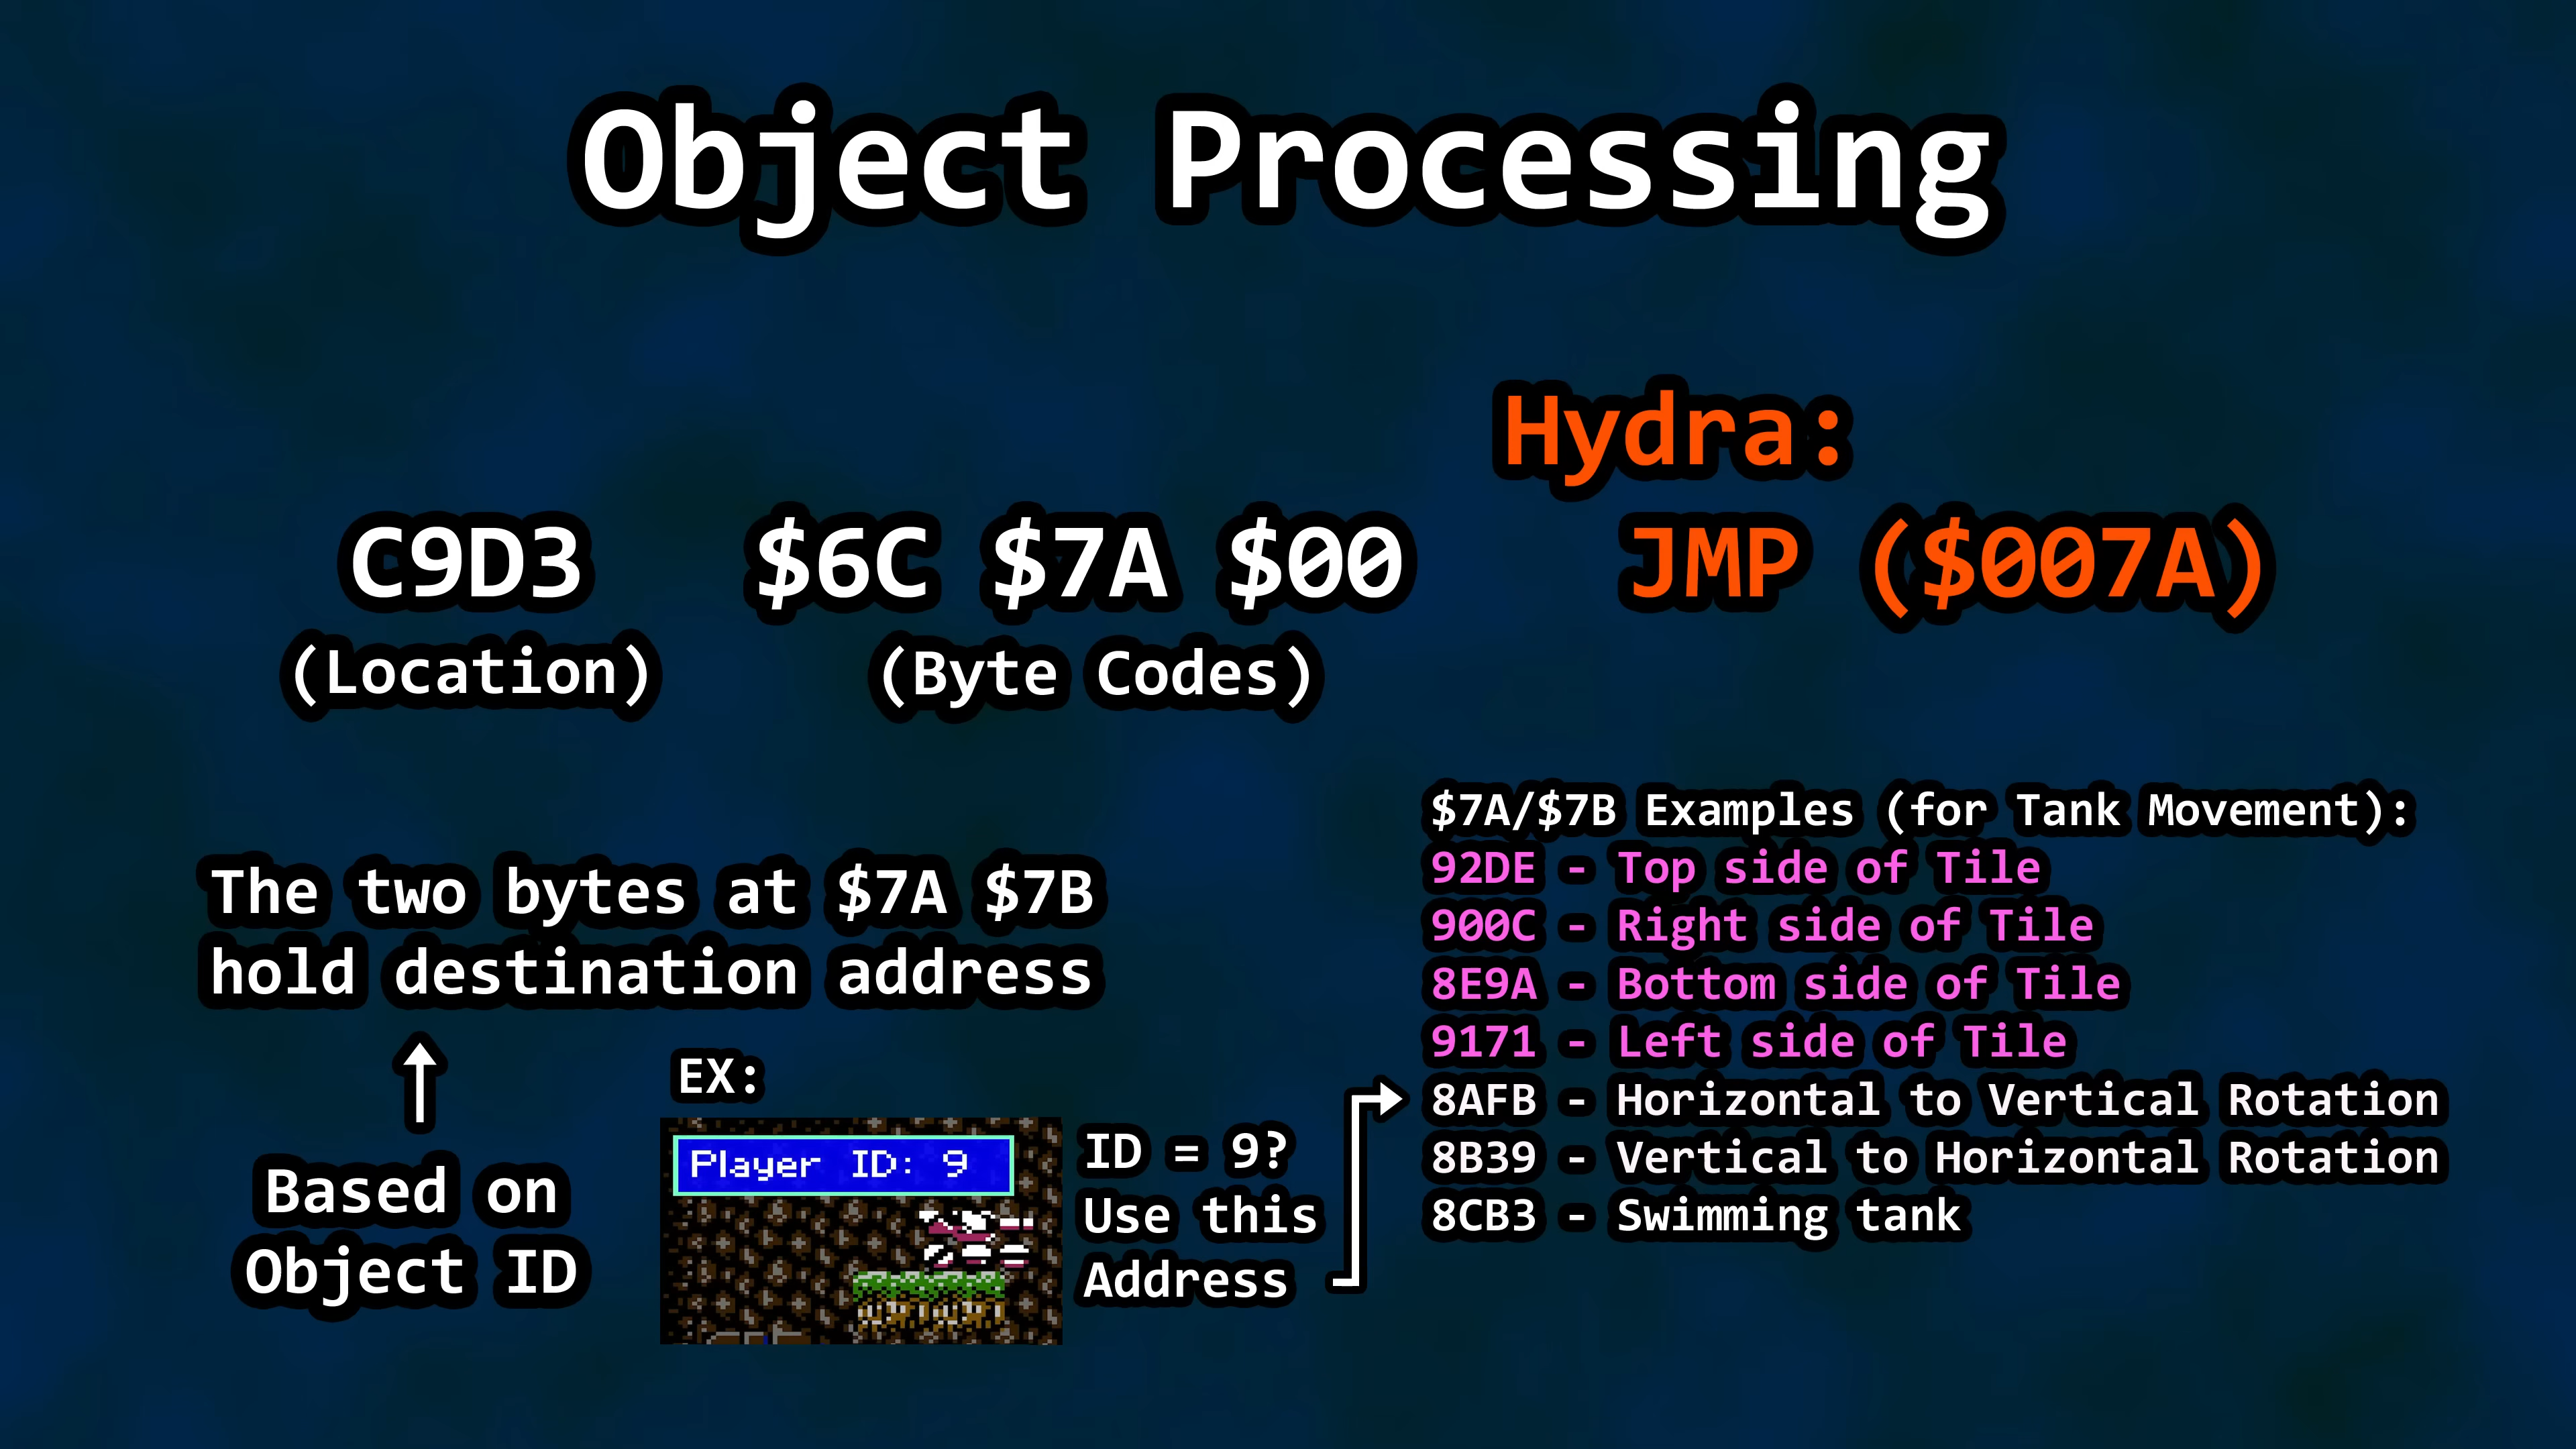 Object Processing
Hydra:
C9D3 $6C $7A $00 JMP ($007A)
(Location) (Byte Codes)
The two bytes at $7A $7B
hold destination address
Based on
Object ID
EX:
Player ID: 9
ID = 9?
Use this
Address
$7A/$7B Examples (for Tank Movement):
92DE - Top side of Tile
900C - Right side of Tile
8E9A - Bottom side of Tile
9171 - Left side of Tile
8AFB - Horizontal to Vertical Rotation
8B39 - Vertical to Horizontal Rotation
8CB3 - Swimming tank